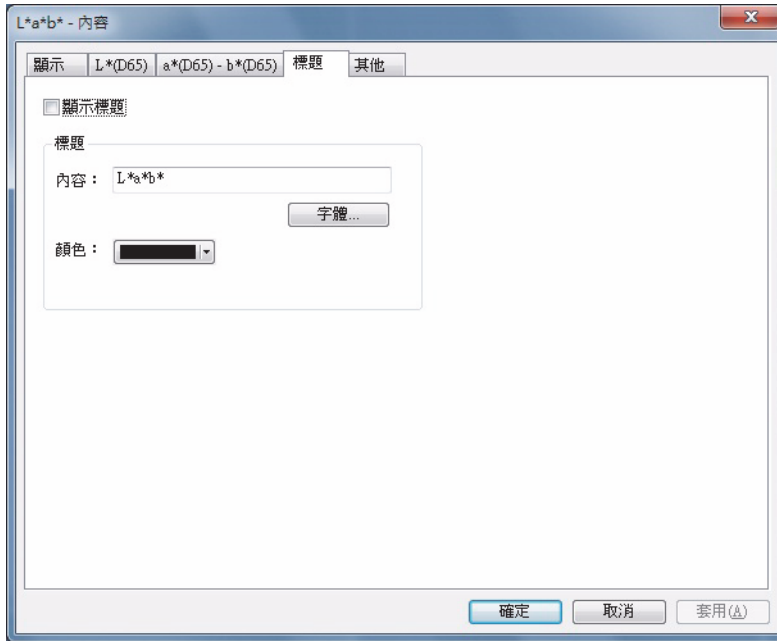 L*a*b* - 內容
顯示 L*(D65) a*(D65) - b*(D65) 標題 其他
顯示標題
標題
內容： L*a*b*
字體...
顏色：
確定 取消 套用(A)